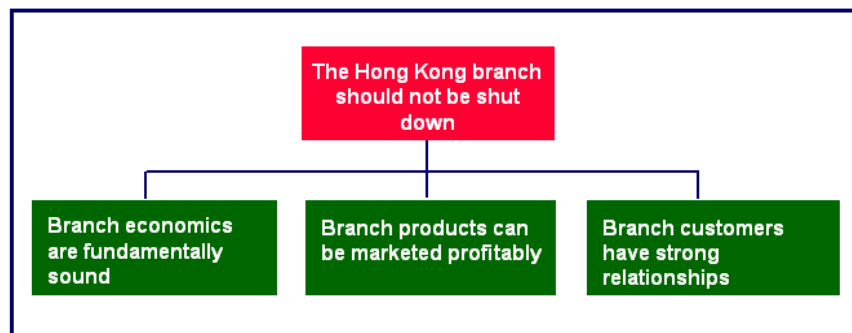 The Hong Kong branch
should not be shut
down
Branch economics
are fundamentally
sound
Branch products can
be marketed profitably
Branch customers
have strong
relationships